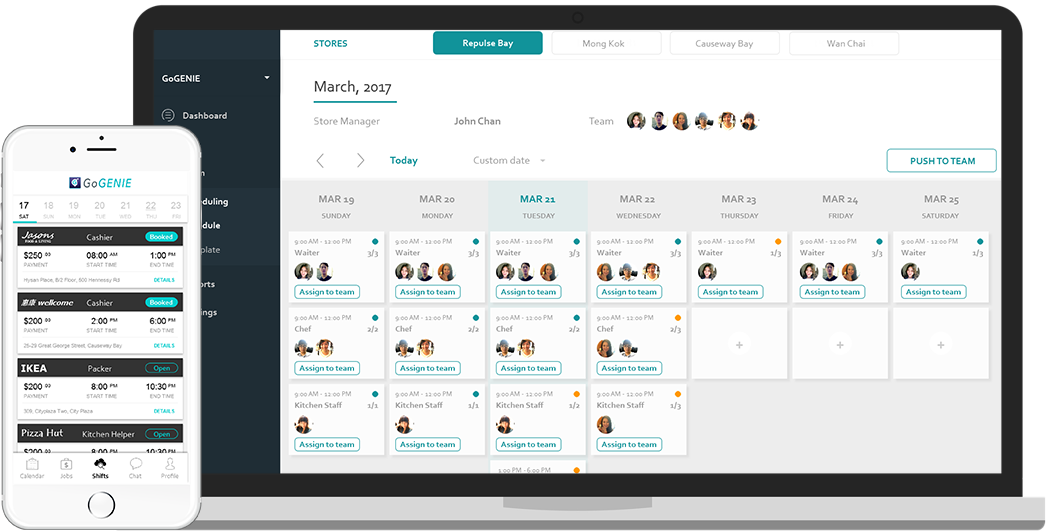 STORES Repulse Bay Mong Kok Causeway Bay Wan Chai
GoGENIE
March, 2017
Dashboard
Store Manager John Chan Team
Today Custom date PUSH TO TEAM
MAR 19 MAR 20 MAR 21 MAR 22 MAR 23 MAR 24 MAR 25
SUNDAY MONDAY TUESDAY WEDNESDAY THURSDAY FRIDAY SATURDAY
9:00 AM - 12:00 PM 9:00 AM - 12:00 PM 9:00 AM - 12:00 PM 9:00 AM - 12:00 PM 9:00 AM - 12:00 PM 9:00 AM - 12:00 PM 9:00 AM - 12:00 PM
Waiter 3/3 Waiter 3/3 Waiter 3/3 Waiter 3/3 Waiter 1/3 Waiter 3/3 Waiter 1/3
Assign to team Assign to team Assign to team Assign to team Assign to team Assign to team Assign to team
9:00 AM - 12:00 PM 9:00 AM - 12:00 PM 9:00 AM - 12:00 PM 9:00 AM - 12:00 PM
Chef 2/2 Chef 2/2 Chef 2/2 Chef 2/3
Assign to team Assign to team Assign to team Assign to team
9:00 AM - 12:00 PM 9:00 AM - 12:00 PM 9:00 AM - 12:00 PM 9:00 AM - 12:00 PM
Kitchen Staff 1/1 Kitchen Staff 1/1 Kitchen Staff 1/2 Kitchen Staff 1/3
Assign to team Assign to team Assign to team Assign to team
1:00 PM - 6:00 PM
GoGENIE
17 18 19 20 21 22 23
SAT SUN MON TUE WED THU FRI
Jasons Cashier Booked
FOOD & LIVING
$250.00 08:00 AM 1:00 PM
PAYMENT START TIME END TIME
Hysan Place, B/2 Floor, 500 Hennessy Rd DETAILS
惠康 wellcome Cashier Booked
$200.00 2:00 PM 6:00 PM
PAYMENT START TIME END TIME
25-29 Great George Street, Causeway Bay DETAILS
IKEA Packer Open
$200.00 8:00 PM 10:30 PM
PAYMENT START TIME END TIME
309, Cityplaza Two, City Plaza DETAILS
Pizza Hut Kitchen Helper Open
$200.00 8:00 PM 10:30 PM
Calendar Jobs Shifts Chat Profile